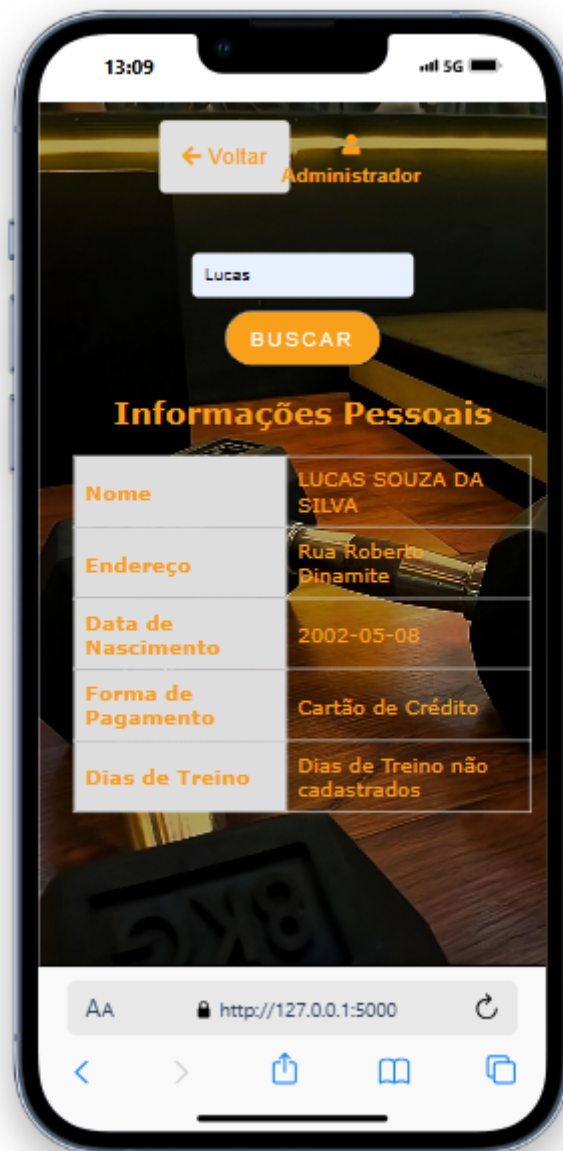 13:09
5G
Voltar
Administrador
Lucas
BUSCAR
Informações Pessoais
Nome
LUCAS SOUZA DA
SILVA
Endereço
Rua Roberto
Dinamite
Data de
Nascimento
2002-05-08
Forma de
Pagamento
Cartão de Crédito
Dias de Treino
Dias de Treino não
cadastrados
8KG
AA
http://127.0.0.1:5000